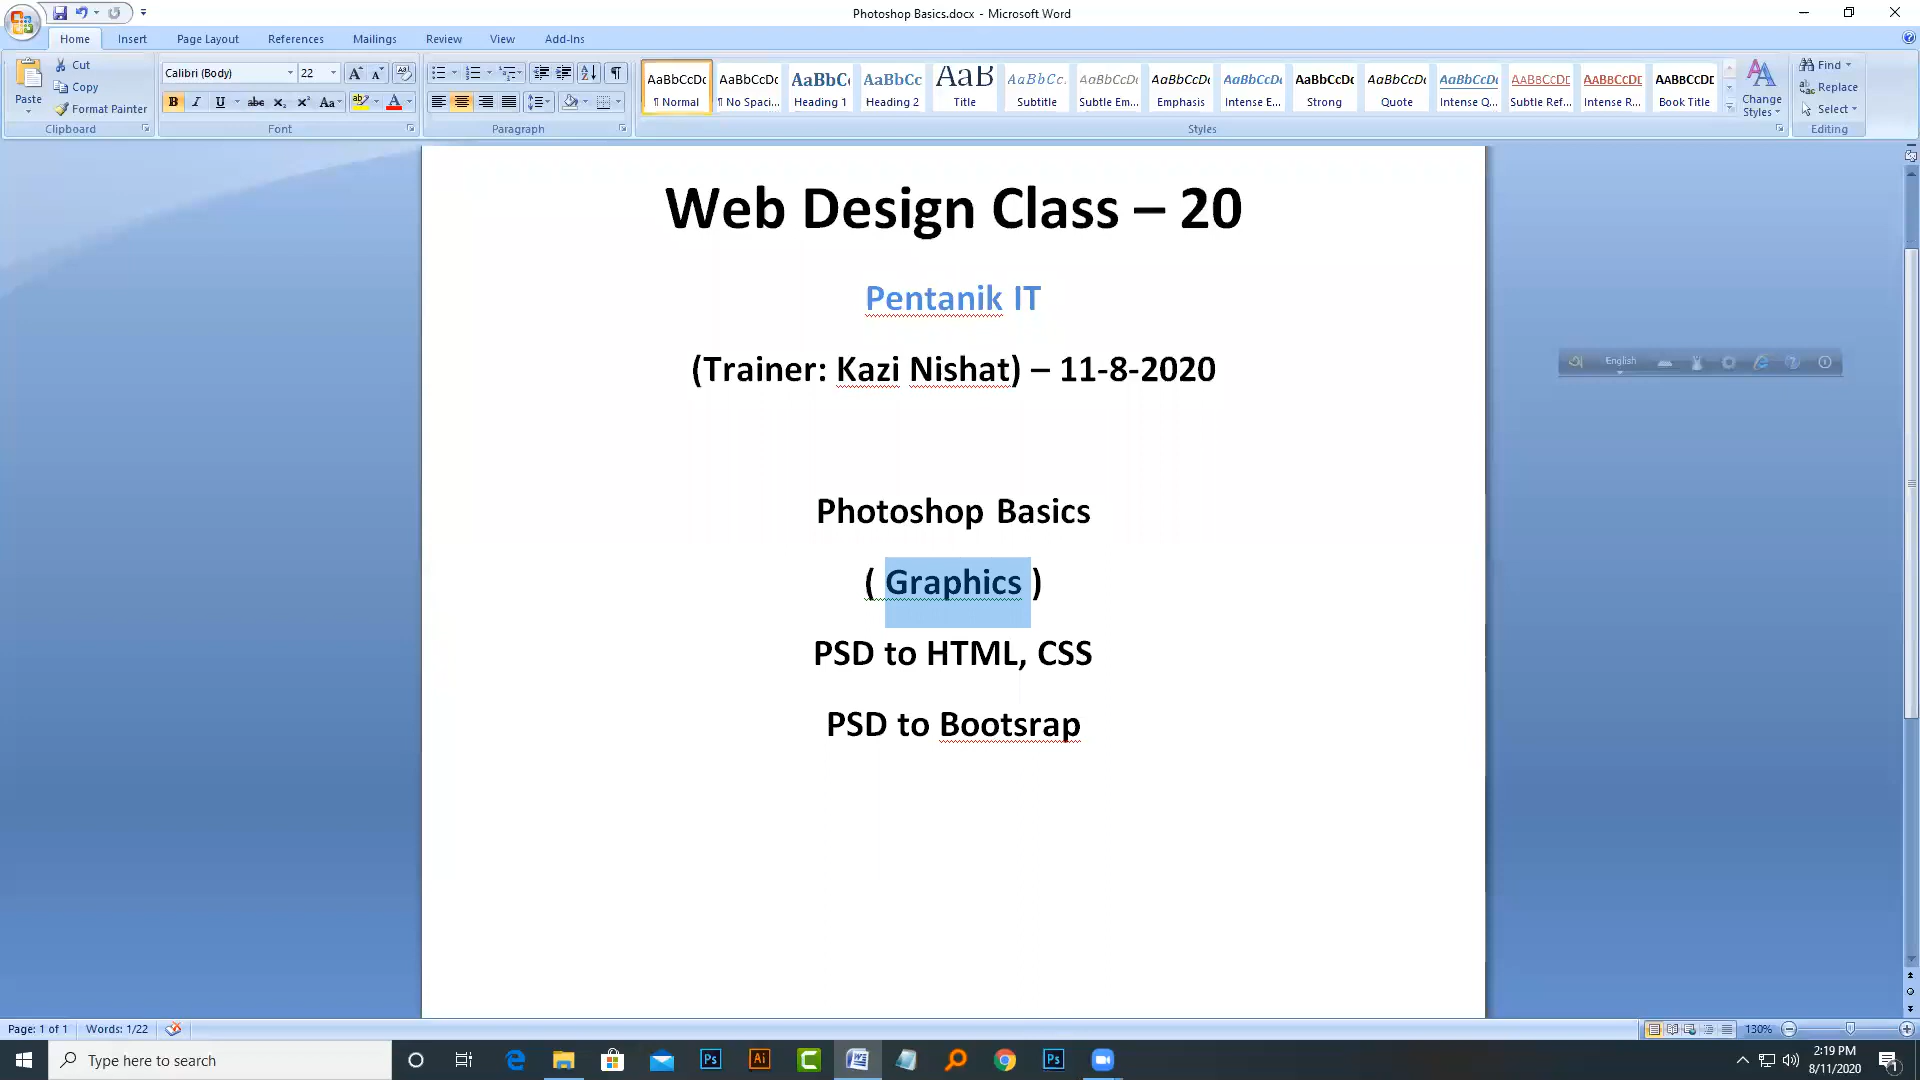 Photoshop Basics.docx - Microsoft Word
Home Insert Page Layout References Mailings Review View Add-Ins
Paste
Cut
Copy
Format Painter
Clipboard
Calibri (Body) 22
Font
Paragraph
AaBbCcDc AaBbCcDc AaBbC AaBbCc AaB AaBbCc. AaBbCcDc AaBbCcDc AaBbCcDc AaBbCcDc AaBbCcDc AaBbCcDc AABBCCDC AABBCCDC AABBCCDC
¶ Normal ¶ No Spaci... Heading 1 Heading 2 Title Subtitle Subtle Em... Emphasis Intense E... Strong Quote Intense Q... Subtle Ref... Intense R... Book Title
Styles
Change Styles
Find
Replace
Select
Editing
Web Design Class – 20
Pentanik IT
(Trainer: Kazi Nishat) – 11-8-2020
English
Photoshop Basics
( Graphics )
PSD to HTML, CSS
PSD to Bootsrap
Page: 1 of 1 Words: 1/22 130%
Type here to search
2:19 PM
8/11/2020